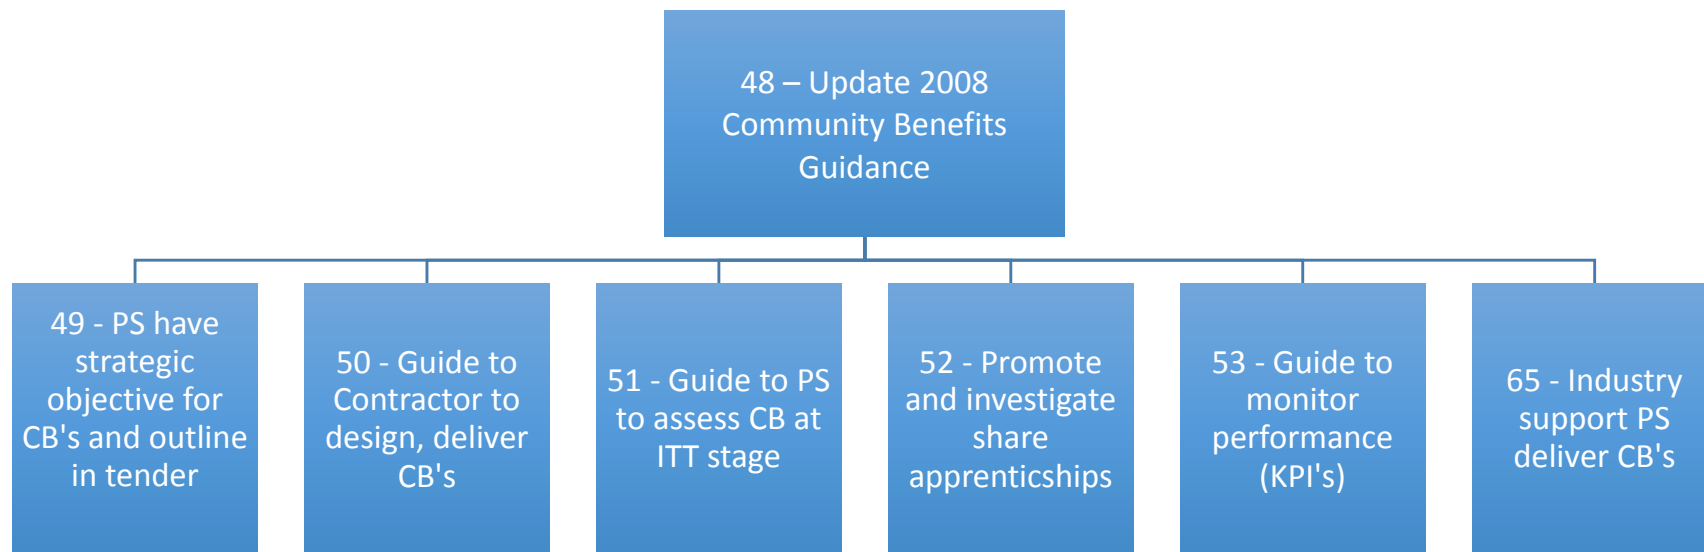 48 – Update 2008
Community Benefits
Guidance
49 - PS have
strategic
objective for
CB's and outline
in tender
50 - Guide to
Contractor to
design, deliver
CB's
51 - Guide to PS
to assess CB at
ITT stage
52 - Promote
and investigate
share
apprenticships
53 - Guide to
monitor
performance
(KPI's)
65 - Industry
support PS
deliver CB's